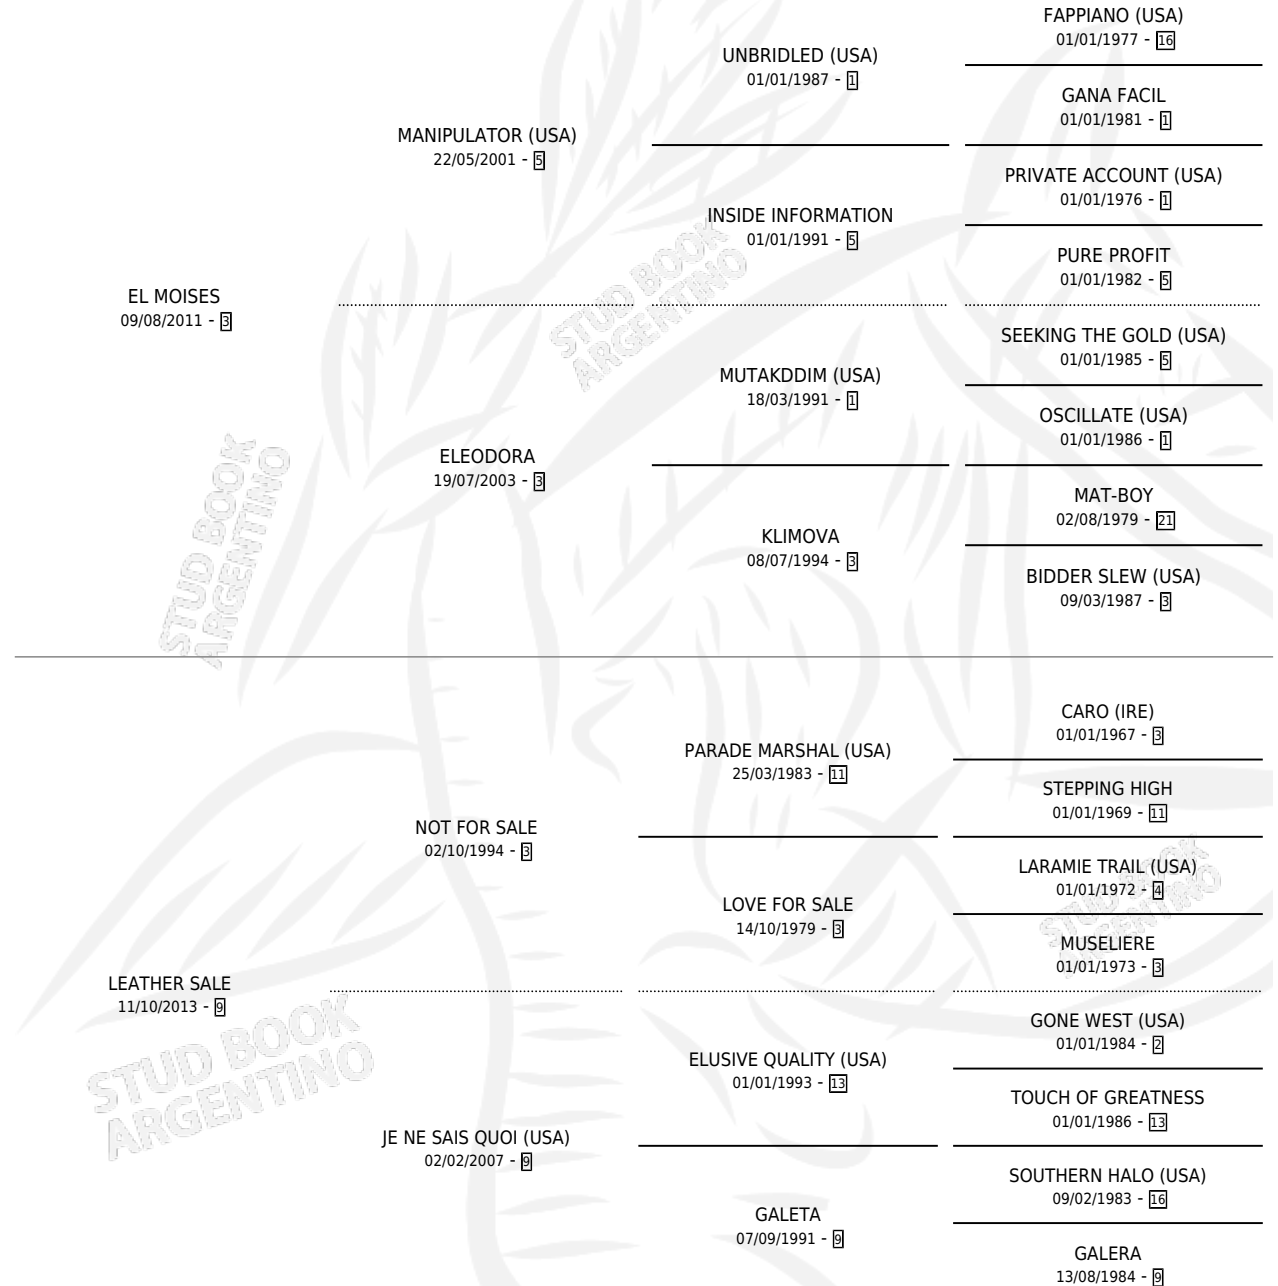 FAPPIANO (USA)
01/01/1977 - 16
UNBRIDLED (USA)
01/01/1987 - 1
GANA FACIL
01/01/1981 - 1
MANIPULATOR (USA)
22/05/2001 - 5
PRIVATE ACCOUNT (USA)
01/01/1976 - 1
INSIDE INFORMATION
01/01/1991 - 5
PURE PROFIT
01/01/1982 - 5
EL MOISES
09/08/2011 - 3
STUD BOOK
ARGENTINO
SEEKING THE GOLD (USA)
01/01/1985 - 5
MUTAKDDIM (USA)
18/03/1991 - 1
OSCILLATE (USA)
01/01/1986 - 1
ELEODORA
19/07/2003 - 3
MAT-BOY
02/08/1979 - 21
KLIMOVA
08/07/1994 - 3
BIDDER SLEW (USA)
09/03/1987 - 3
STUD BOOK
ARGENTINO
CARO (IRE)
01/01/1967 - 3
PARADE MARSHAL (USA)
25/03/1983 - 11
STEPPING HIGH
01/01/1969 - 11
NOT FOR SALE
02/10/1994 - 3
LARAMIE TRAIL (USA)
01/01/1972 - 4
LOVE FOR SALE
14/10/1979 - 3
STUD BOOK
ARGENTINO
MUSELIERE
01/01/1973 - 3
LEATHER SALE
11/10/2013 - 9
GONE WEST (USA)
01/01/1984 - 2
ELUSIVE QUALITY (USA)
01/01/1993 - 13
STUD BOOK
ARGENTINO
TOUCH OF GREATNESS
01/01/1986 - 13
JE NE SAIS QUOI (USA)
02/02/2007 - 9
SOUTHERN HALO (USA)
09/02/1983 - 16
GALETA
07/09/1991 - 9
GALERA
13/08/1984 - 9